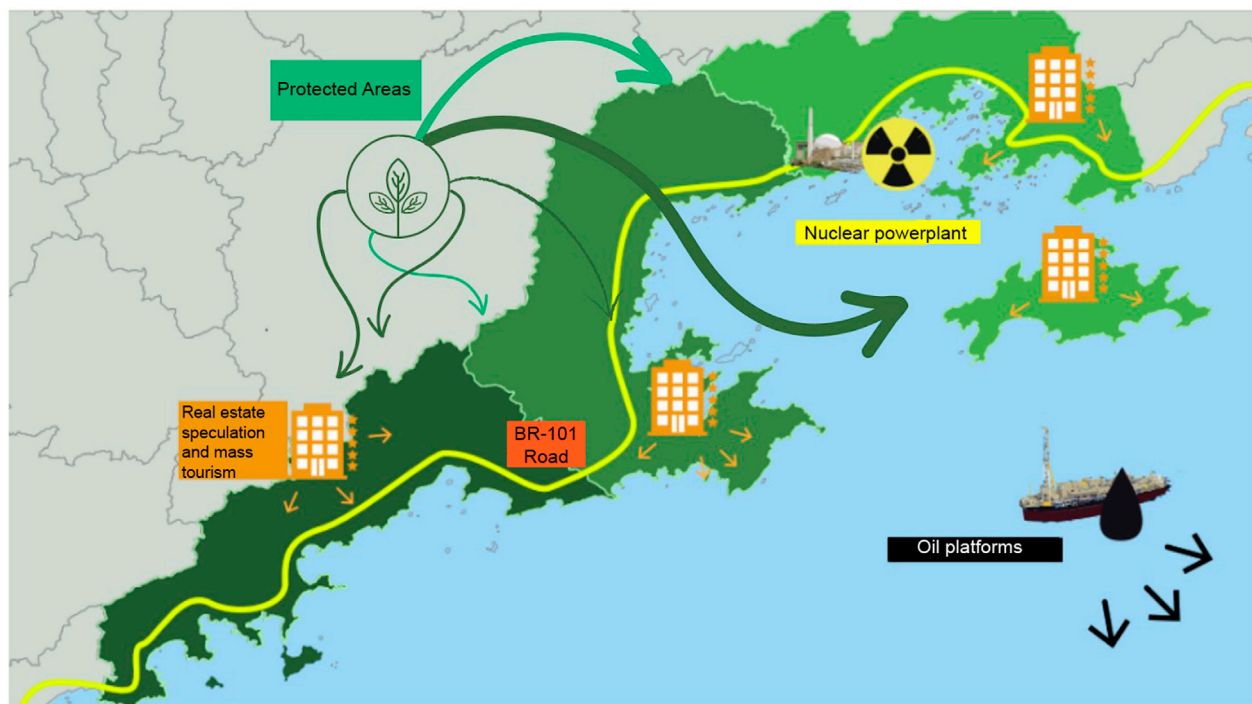 Protected Areas
Nuclear powerplant
Real estate
speculation
and mass
tourism
BR-101
Road
Oil platforms